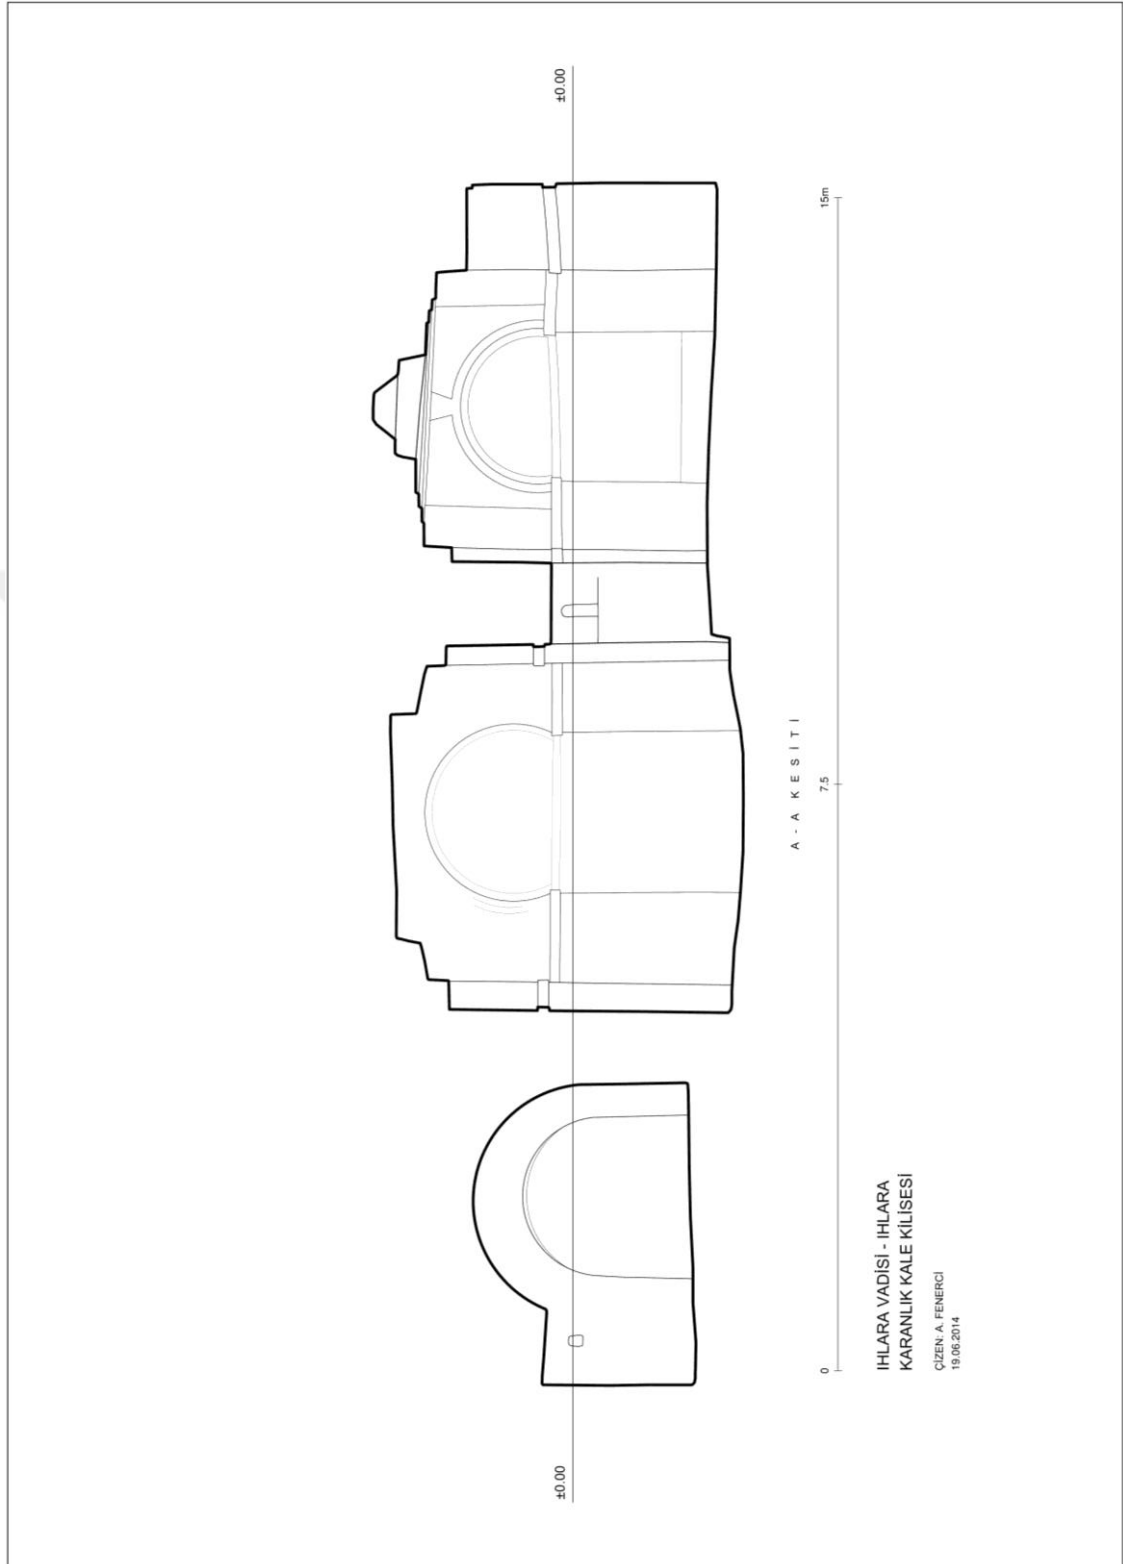 ±0.00
±0.00
A - A K E S İ T İ
0
7.5
15m
IHLARA VADİSİ - IHLARA
KARANLIK KALE KİLİSESİ
ÇİZEN: A. FENERCİ
19.06.2014